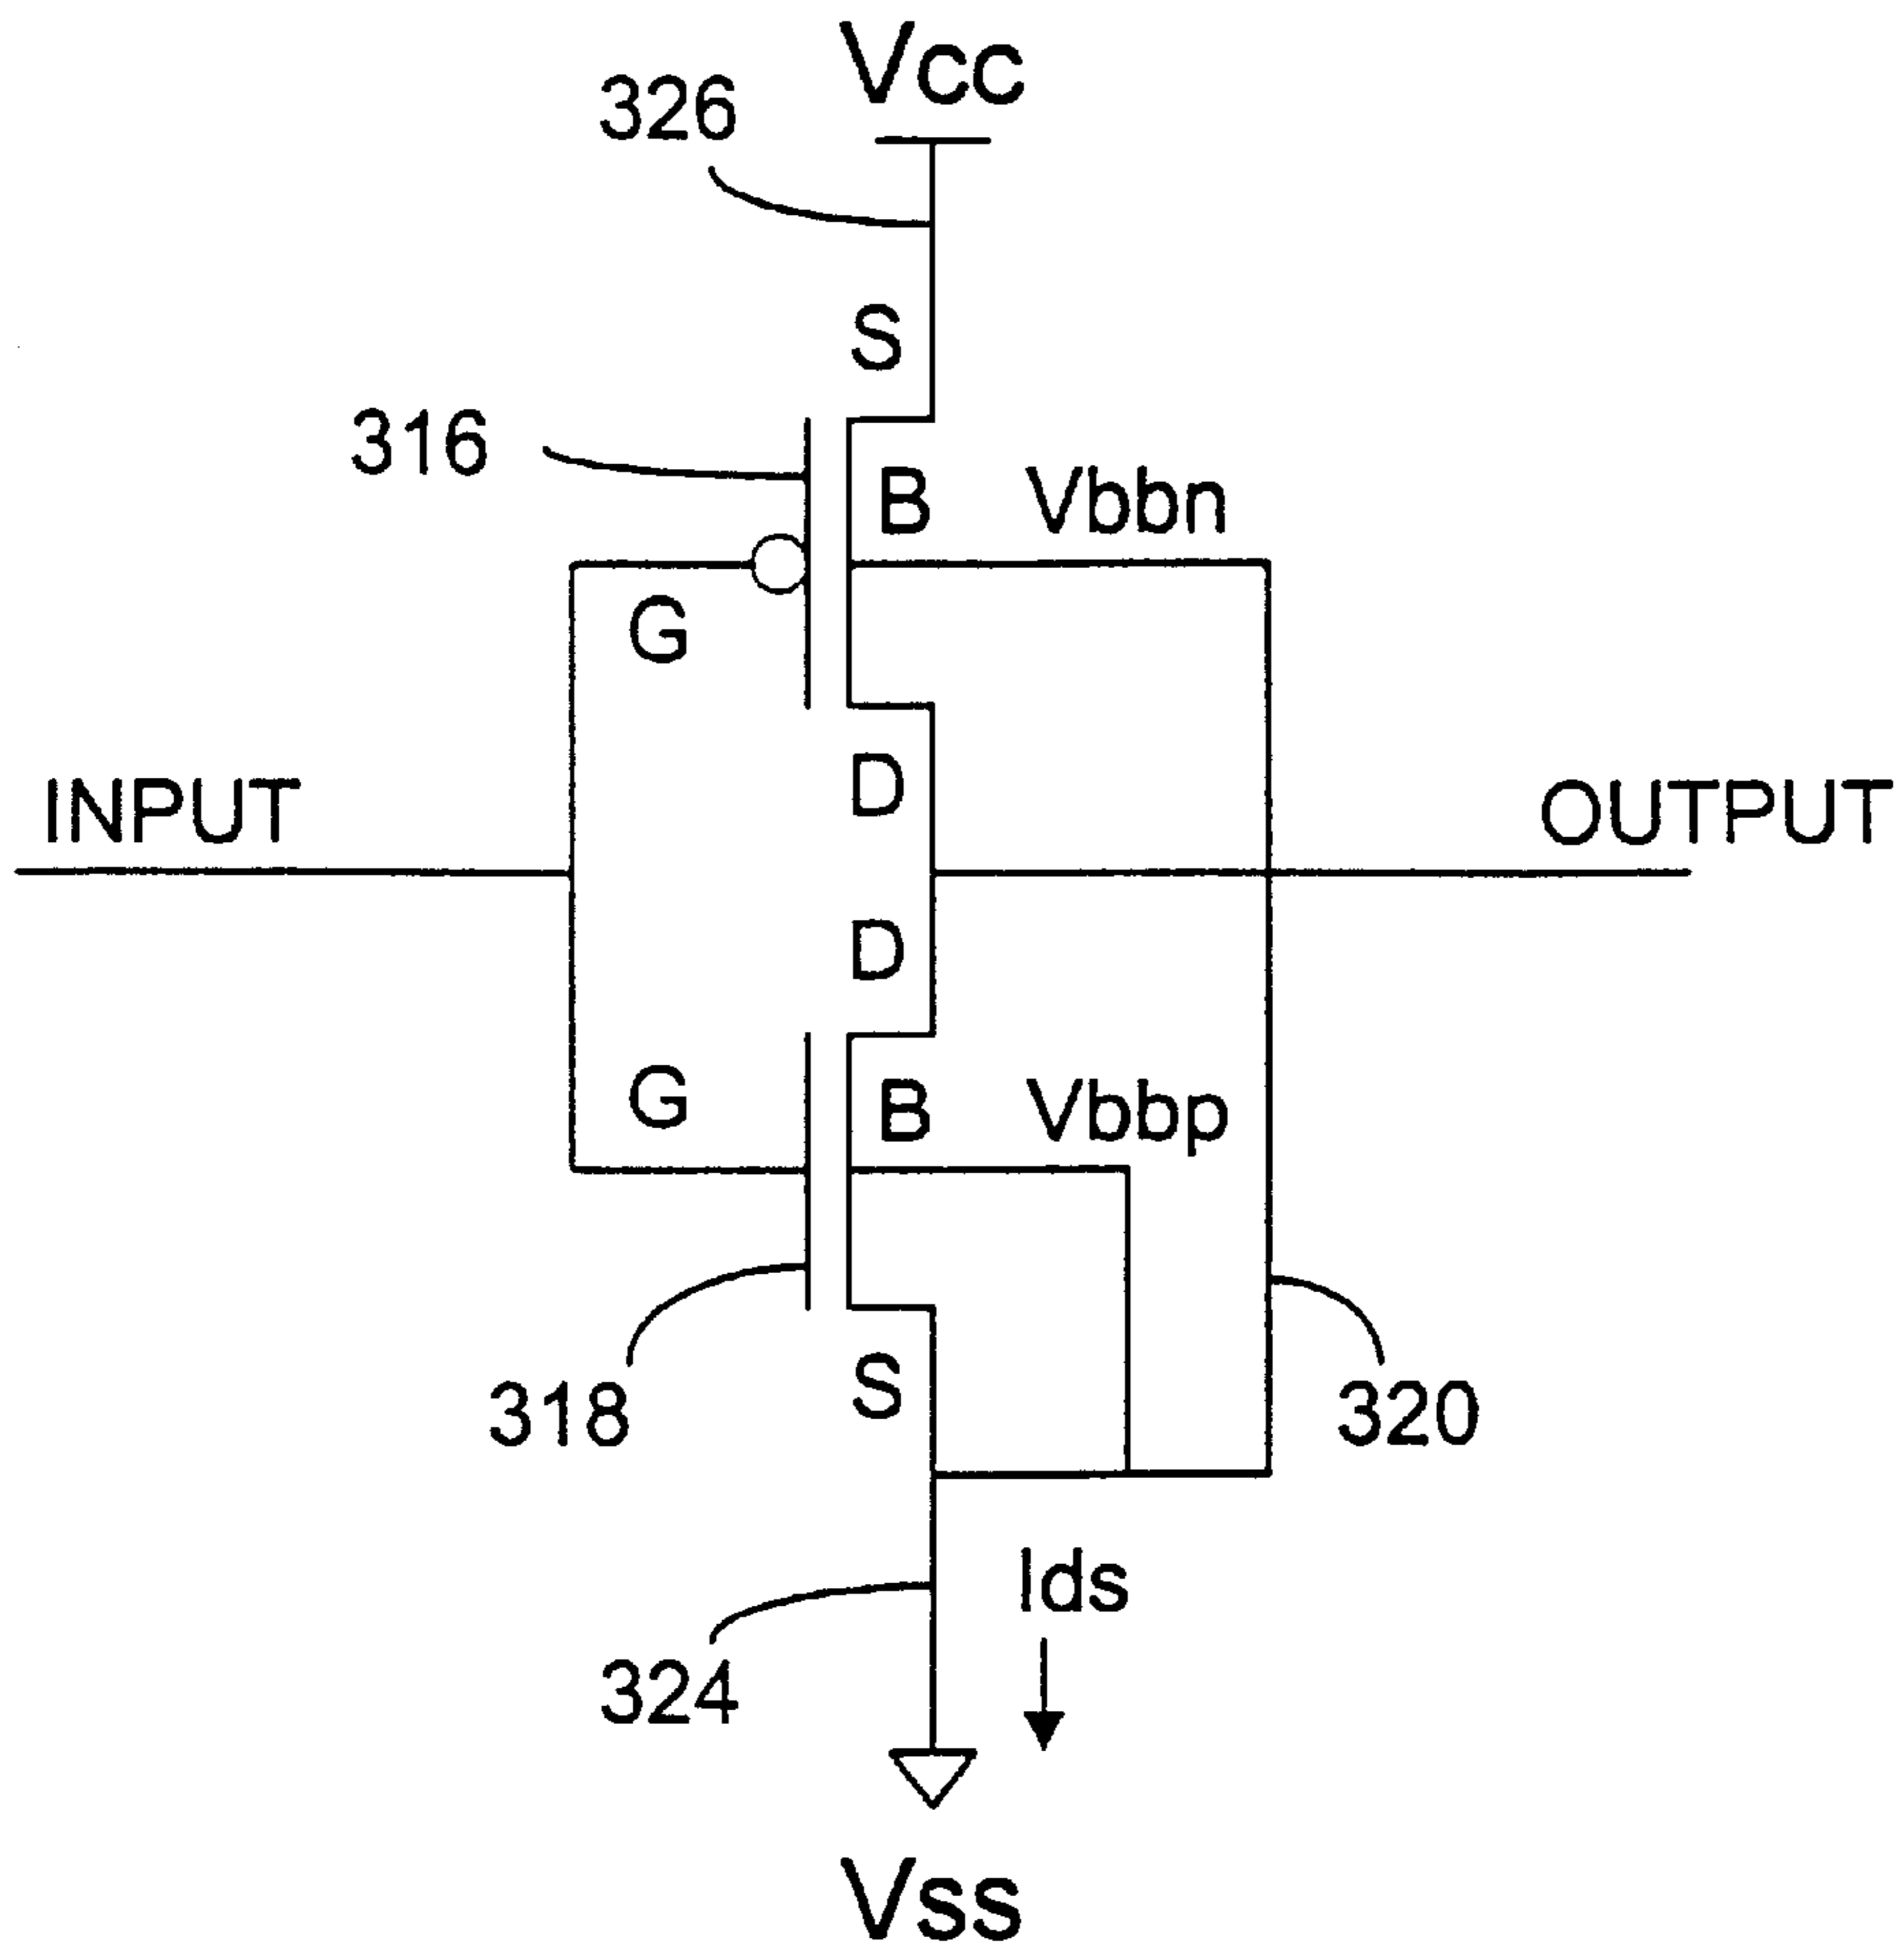 Vcc
326
S
316
B Vbbn
G
INPUT
D
OUTPUT
D
G
B Vbbp
318
S
320
Ids
324
Vss